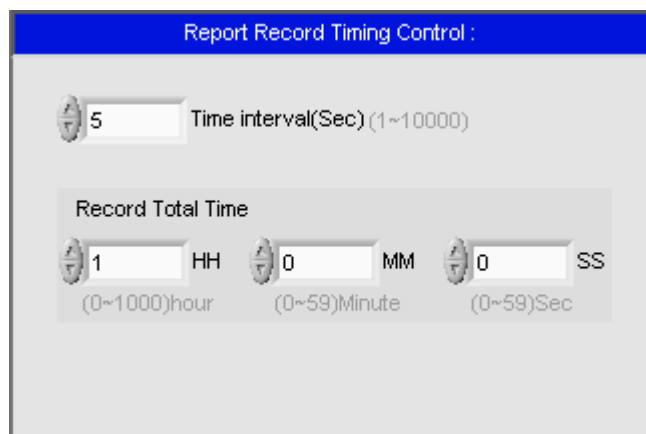 Report Record Timing Control :
5 Time interval(Sec) (1~10000)
Record Total Time
1 HH 0 MM 0 SS
(0~1000)hour (0~59)Minute (0~59)Sec